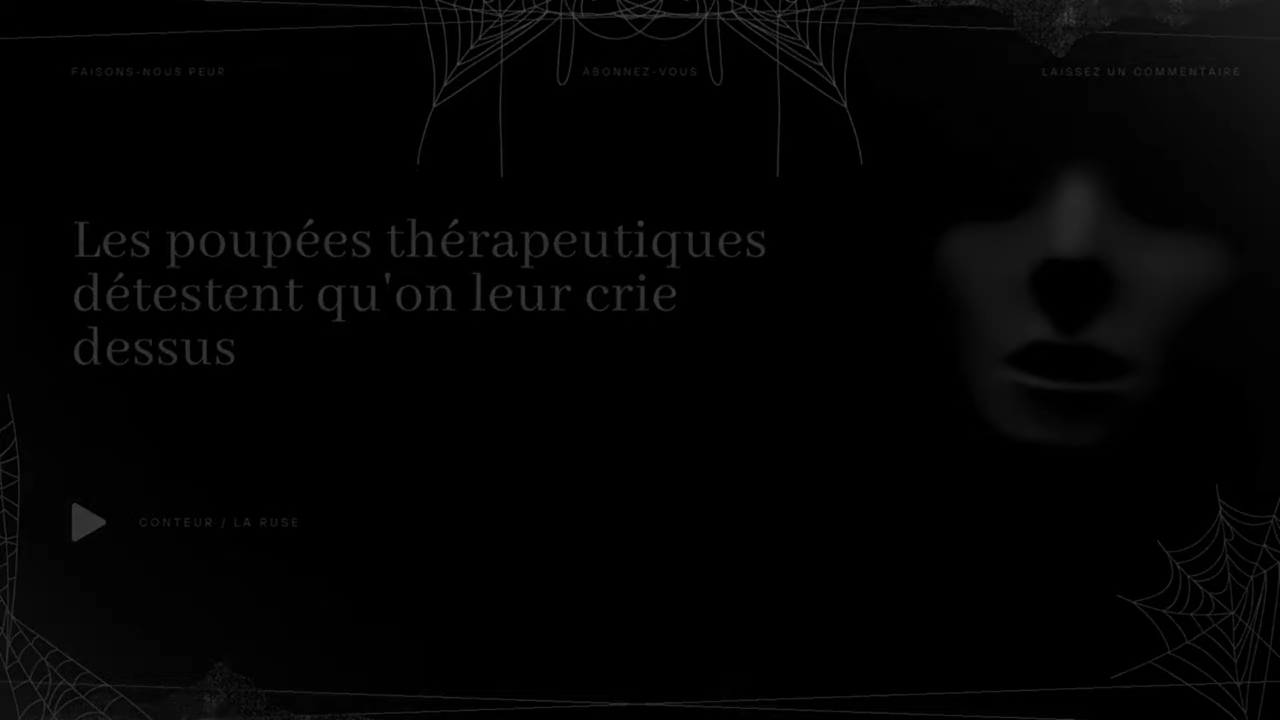 FAISONS-NOUS PEUR
ABONNEZ-VOUS
LAISSEZ UN COMMENTAIRE
Les poupées thérapeutiques
détestent qu'on leur crie
dessus
CONTEUR / LA RUSE